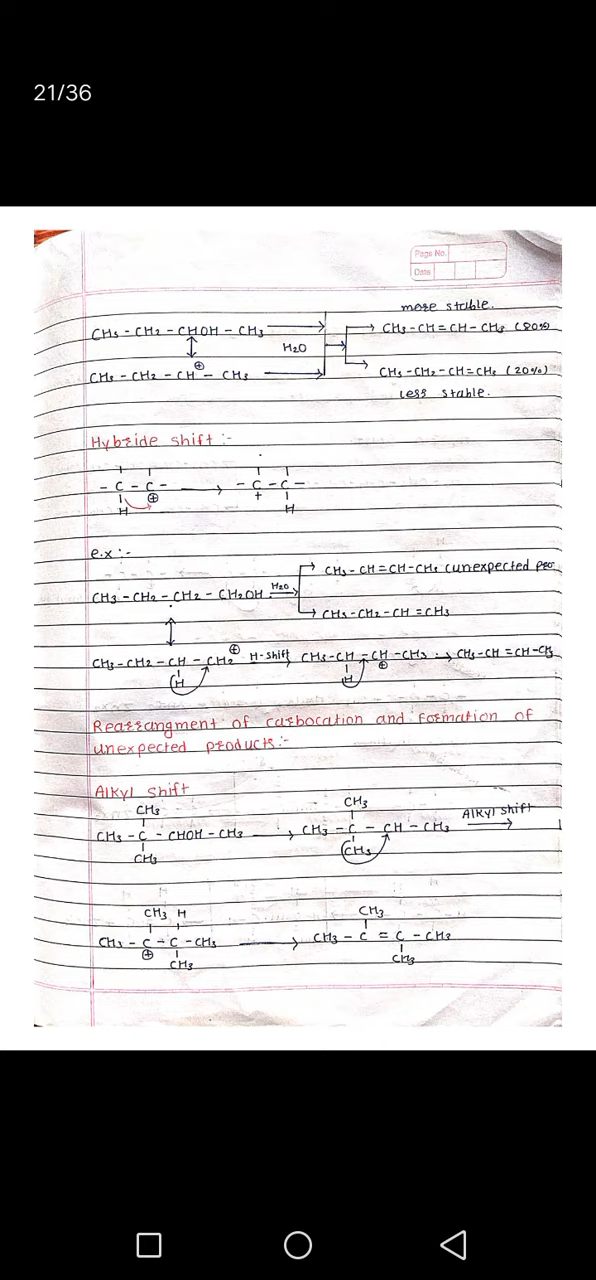 21/36
Page No.
Date
more stable.
CH3 - CH2 - CHOH - CH3 → CH3 - CH = CH - CH3 (80%)
↕ H2O
CH3 - CH2 - CH⊕ - CH3 → CH3 - CH2 - CH = CH2 (20%)
less stable.
Hybride shift :-
- C - C - → - C - C -
H ⊕ + H
e.x :-
CH3 - CH = CH - CH3 (unexpected pro
CH3 - CH2 - CH2 - CH2OH H2O →
CH3 - CH2 - CH = CH3
↕
CH3 - CH2 - CH - CH2⊕ H-shift → CH3 - CH - CH - CH3 → CH3 - CH = CH - CH3
H H ⊕
Rearrangment of carbocation and formation of
unexpected products :-
Alkyl shift
CH3 CH3
CH3 - C - CHOH - CH3 → CH3 - C - CH - CH3 Alkyl shift →
CH3 CH3
CH3 H CH3
CH3 - C - C - CH3 → CH3 - C = C - CH3
⊕ CH3 CH3